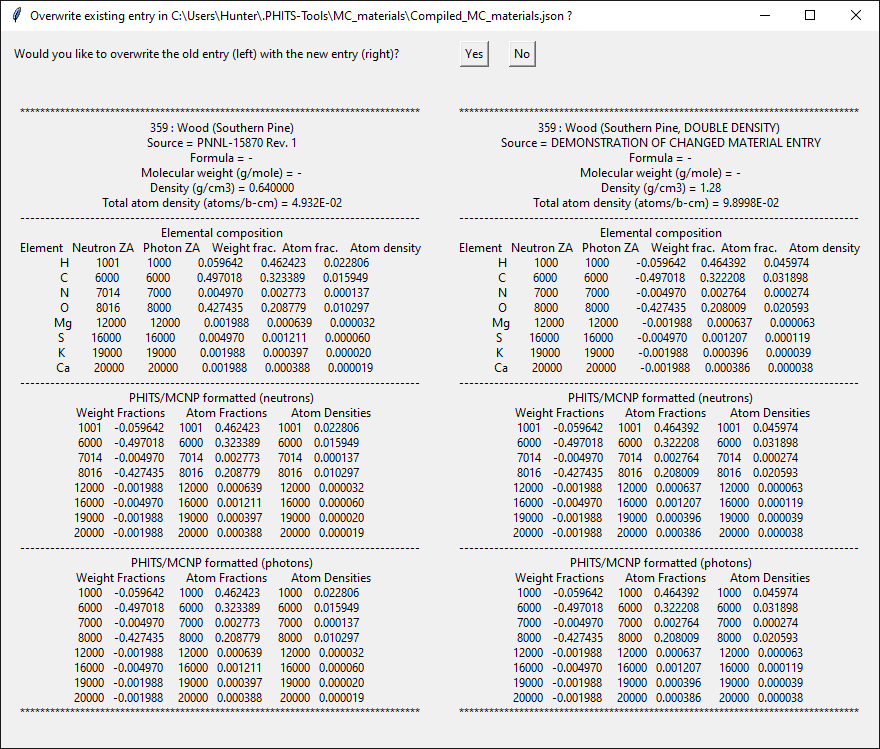 Overwrite existing entry in C:\Users\Hunter\.PHITS-Tools\MC_materials\Compiled_MC_materials.json ?
Would you like to overwrite the old entry (left) with the new entry (right)? Yes No
********************************************************************************
359 : Wood (Southern Pine)
Source = PNNL-15870 Rev. 1
Formula = -
Molecular weight (g/mole) = -
Density (g/cm3) = 0.640000
Total atom density (atoms/b-cm) = 4.932E-02
--------------------------------------------------------------------------------
Elemental composition
Element Neutron ZA Photon ZA Weight frac. Atom frac. Atom density
H 1001 1000 0.059642 0.462423 0.022806
C 6000 6000 0.497018 0.323389 0.015949
N 7014 7000 0.004970 0.002773 0.000137
O 8016 8000 0.427435 0.208779 0.010297
Mg 12000 12000 0.001988 0.000639 0.000032
S 16000 16000 0.004970 0.001211 0.000060
K 19000 19000 0.001988 0.000397 0.000020
Ca 20000 20000 0.001988 0.000388 0.000019
--------------------------------------------------------------------------------
PHITS/MCNP formatted (neutrons)
Weight Fractions Atom Fractions Atom Densities
1001 -0.059642 1001 0.462423 1001 0.022806
6000 -0.497018 6000 0.323389 6000 0.015949
7014 -0.004970 7014 0.002773 7014 0.000137
8016 -0.427435 8016 0.208779 8016 0.010297
12000 -0.001988 12000 0.000639 12000 0.000032
16000 -0.004970 16000 0.001211 16000 0.000060
19000 -0.001988 19000 0.000397 19000 0.000020
20000 -0.001988 20000 0.000388 20000 0.000019
--------------------------------------------------------------------------------
PHITS/MCNP formatted (photons)
Weight Fractions Atom Fractions Atom Densities
1000 -0.059642 1000 0.462423 1000 0.022806
6000 -0.497018 6000 0.323389 6000 0.015949
7000 -0.004970 7000 0.002773 7000 0.000137
8000 -0.427435 8000 0.208779 8000 0.010297
12000 -0.001988 12000 0.000639 12000 0.000032
16000 -0.004970 16000 0.001211 16000 0.000060
19000 -0.001988 19000 0.000397 19000 0.000020
20000 -0.001988 20000 0.000388 20000 0.000019
********************************************************************************
********************************************************************************
359 : Wood (Southern Pine, DOUBLE DENSITY)
Source = DEMONSTRATION OF CHANGED MATERIAL ENTRY
Formula = -
Molecular weight (g/mole) = -
Density (g/cm3) = 1.28
Total atom density (atoms/b-cm) = 9.8998E-02
--------------------------------------------------------------------------------
Elemental composition
Element Neutron ZA Photon ZA Weight frac. Atom frac. Atom density
H 1000 1000 -0.059642 0.464392 0.045974
C 6000 6000 -0.497018 0.322208 0.031898
N 7000 7000 -0.004970 0.002764 0.000274
O 8000 8000 -0.427435 0.208009 0.020593
Mg 12000 12000 -0.001988 0.000637 0.000063
S 16000 16000 -0.004970 0.001207 0.000119
K 19000 19000 -0.001988 0.000396 0.000039
Ca 20000 20000 -0.001988 0.000386 0.000038
--------------------------------------------------------------------------------
PHITS/MCNP formatted (neutrons)
Weight Fractions Atom Fractions Atom Densities
1001 -0.059642 1001 0.464392 1001 0.045974
6000 -0.497018 6000 0.322208 6000 0.031898
7014 -0.004970 7014 0.002764 7014 0.000274
8016 -0.427435 8016 0.208009 8016 0.020593
12000 -0.001988 12000 0.000637 12000 0.000063
16000 -0.004970 16000 0.001207 16000 0.000119
19000 -0.001988 19000 0.000396 19000 0.000039
20000 -0.001988 20000 0.000386 20000 0.000038
--------------------------------------------------------------------------------
PHITS/MCNP formatted (photons)
Weight Fractions Atom Fractions Atom Densities
1000 -0.059642 1000 0.464392 1000 0.045974
6000 -0.497018 6000 0.322208 6000 0.031898
7000 -0.004970 7000 0.002764 7000 0.000274
8000 -0.427435 8000 0.208009 8000 0.020593
12000 -0.001988 12000 0.000637 12000 0.000063
16000 -0.004970 16000 0.001207 16000 0.000119
19000 -0.001988 19000 0.000396 19000 0.000039
20000 -0.001988 20000 0.000386 20000 0.000038
********************************************************************************